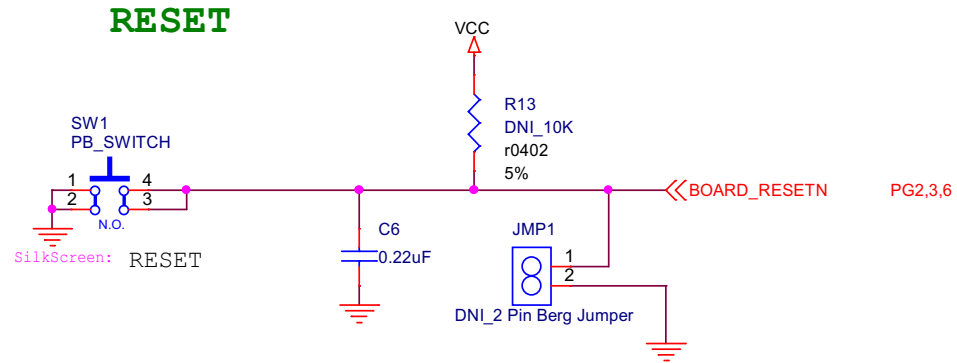 RESET
VCC
R13
DNI_10K
r0402
5%
SW1
PB_SWITCH
1 4
2 3
N.O.
SilkScreen: RESET
BOARD_RESETN PG2,3,6
C6
0.22uF
JMP1
1
2
DNI_2 Pin Berg Jumper